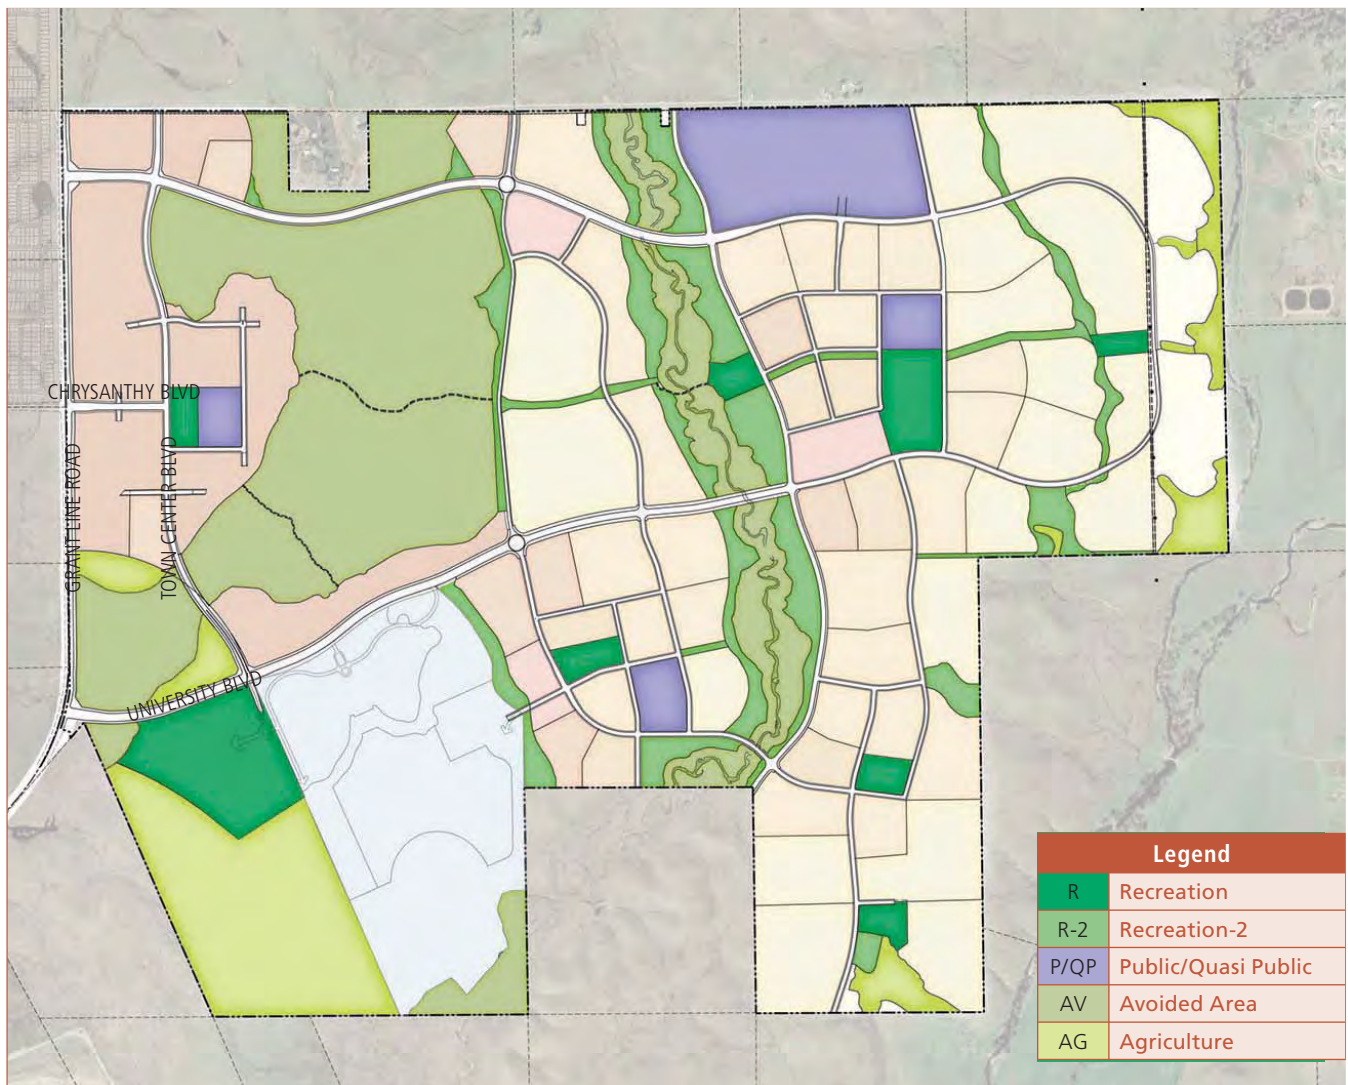 CHRYSANTHY BLVD
GRANT LINE ROAD
TOWN CENTER BLVD
UNIVERSITY BLVD
Legend
R Recreation
R-2 Recreation-2
P/QP Public/Quasi Public
AV Avoided Area
AG Agriculture